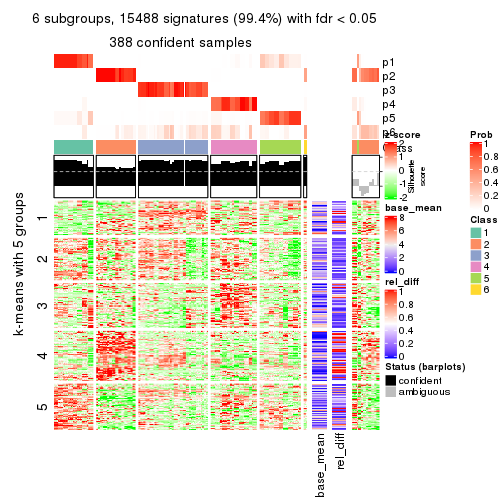 6 subgroups, 15488 signatures (99.4%) with fdr < 0.05
388 confident samples
p1
p2
p3
p4
p5
p6
Class
Silhouette
score
k-means with 5 groups
1
2
3
4
5
base_mean
rel_diff
z_score
2
1
0
-1
-2
base_mean
8
6
4
2
0
rel_diff
1
0.8
0.6
0.4
0.2
0
Status (barplots)
confident
ambiguous
Prob
1
0.8
0.6
0.4
0.2
0
Class
1
2
3
4
5
6